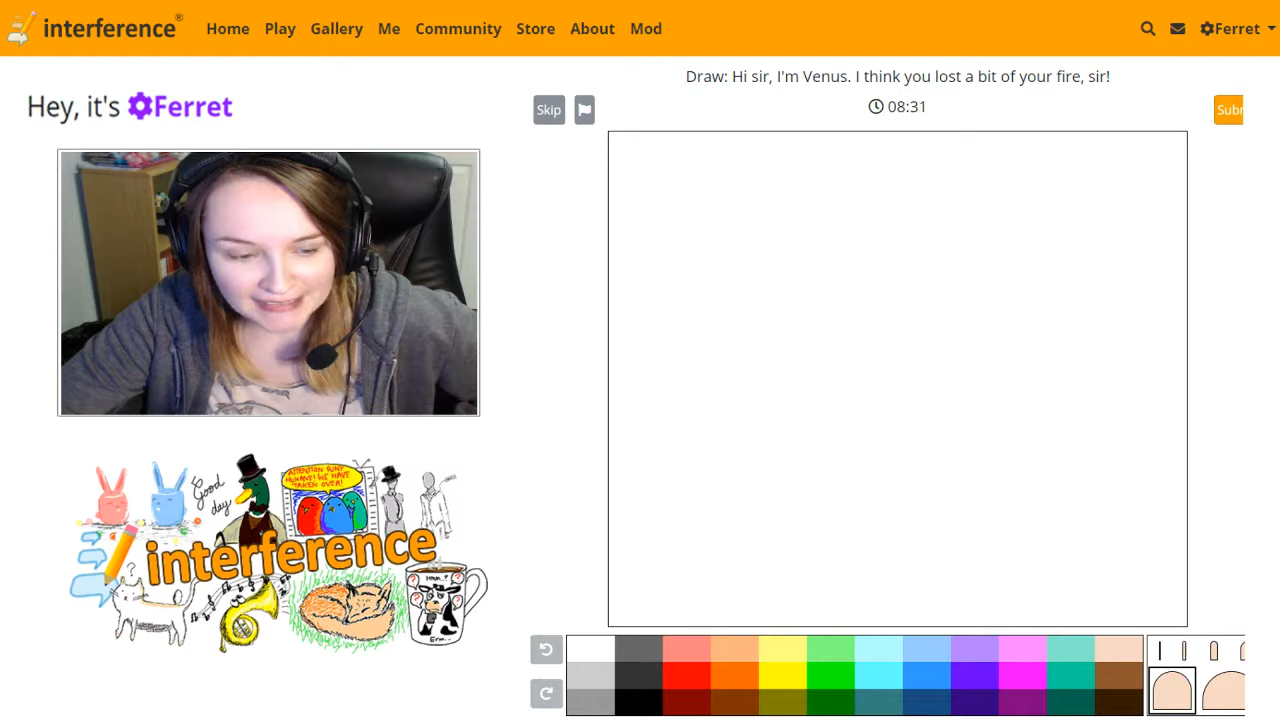 interference®
Home Play Gallery Me Community Store About Mod
Ferret
Hey, it's Ferret
Draw: Hi sir, I'm Venus. I think you lost a bit of your fire, sir!
Skip
08:31
Subr
Good day
ATTENTION PUNY HUMANS! WE HAVE TAKEN OVER!
interference
?
? ?
? ?
Erm...